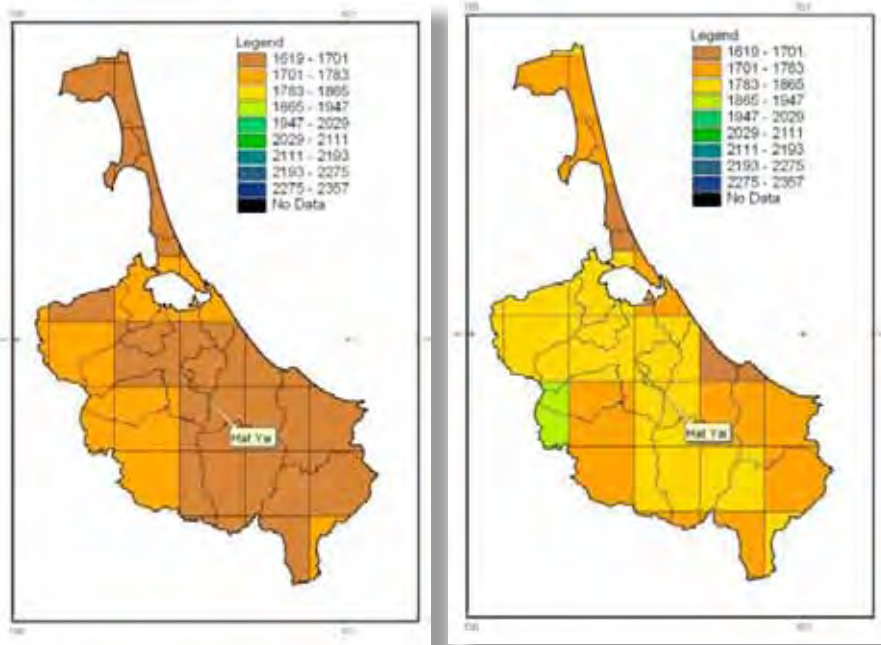 Legend
1619 - 1701
1701 - 1783
1783 - 1865
1865 - 1947
1947 - 2029
2029 - 2111
2111 - 2193
2193 - 2275
2275 - 2357
No Data
Hat Yai
Legend
1619 - 1701
1701 - 1783
1783 - 1865
1865 - 1947
1947 - 2029
2029 - 2111
2111 - 2193
2193 - 2275
2275 - 2357
No Data
Hat Yai